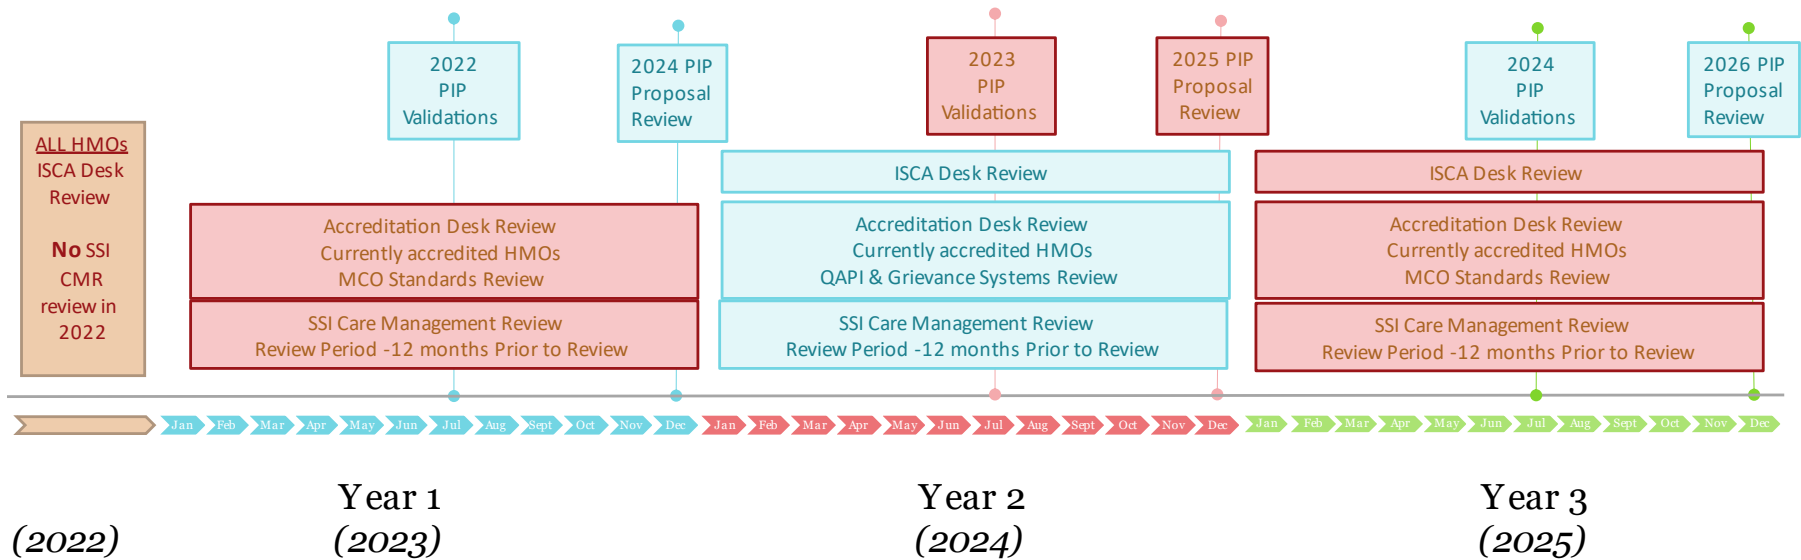 ALL HMOs
ISCA Desk
Review
No SSI
CMR
review in
2022
2022
PIP
Validations
2024 PIP
Proposal
Review
Accreditation Desk Review
Currently accredited HMOs
MCO Standards Review
SSI Care Management Review
Review Period -12 months Prior to Review
2023
PIP
Validations
2025 PIP
Proposal
Review
ISCA Desk Review
Accreditation Desk Review
Currently accredited HMOs
QAPI & Grievance Systems Review
SSI Care Management Review
Review Period -12 months Prior to Review
2024
PIP
Validations
2026 PIP
Proposal
Review
ISCA Desk Review
Accreditation Desk Review
Currently accredited HMOs
MCO Standards Review
SSI Care Management Review
Review Period -12 months Prior to Review
Jan Feb Mar Apr May Jun Jul Aug Sept Oct Nov Dec Jan Feb Mar Apr May Jun Jul Aug Sept Oct Nov Dec Jan Feb Mar Apr May Jun Jul Aug Sept Oct Nov Dec
Year 1 Year 2 Year 3
(2022) (2023) (2024) (2025)